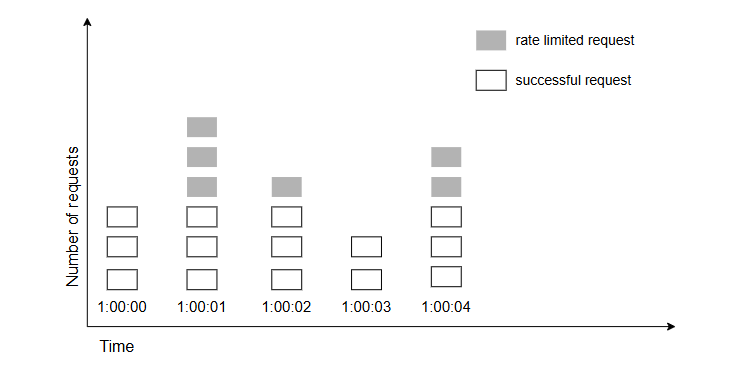 rate limited request
successful request
Number of requests
1:00:00 1:00:01 1:00:02 1:00:03 1:00:04
Time